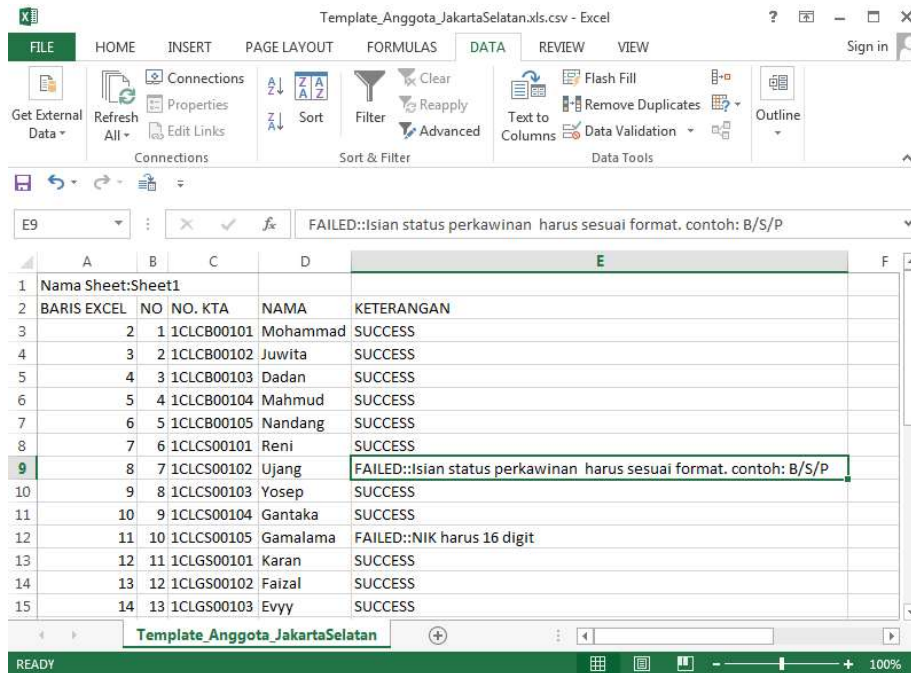 Template_Anggota_JakartaSelatan.xls.csv - Excel
FILE HOME INSERT PAGE LAYOUT FORMULAS DATA REVIEW VIEW Sign in
Get External Data
Refresh All
Connections
Properties
Edit Links
Connections
Sort
Filter
Clear
Reapply
Advanced
Sort & Filter
Text to Columns
Flash Fill
Remove Duplicates
Data Validation
Data Tools
Outline
E9 fx FAILED::Isian status perkawinan  harus sesuai format. contoh: B/S/P
A B C D E F
1 Nama Sheet:Sheet1
2 BARIS EXCEL NO NO. KTA NAMA KETERANGAN
3 2 1 1CLCB00101 Mohammad SUCCESS
4 3 2 1CLCB00102 Juwita SUCCESS
5 4 3 1CLCB00103 Dadan SUCCESS
6 5 4 1CLCB00104 Mahmud SUCCESS
7 6 5 1CLCB00105 Nandang SUCCESS
8 7 6 1CLCS00101 Reni SUCCESS
9 8 7 1CLCS00102 Ujang FAILED::Isian status perkawinan  harus sesuai format. contoh: B/S/P
10 9 8 1CLCS00103 Yosep SUCCESS
11 10 9 1CLCS00104 Gantaka SUCCESS
12 11 10 1CLCS00105 Gamalama FAILED::NIK harus 16 digit
13 12 11 1CLGS00101 Karan SUCCESS
14 13 12 1CLGS00102 Faizal SUCCESS
15 14 13 1CLGS00103 Evyy SUCCESS
Template_Anggota_JakartaSelatan
READY 100%